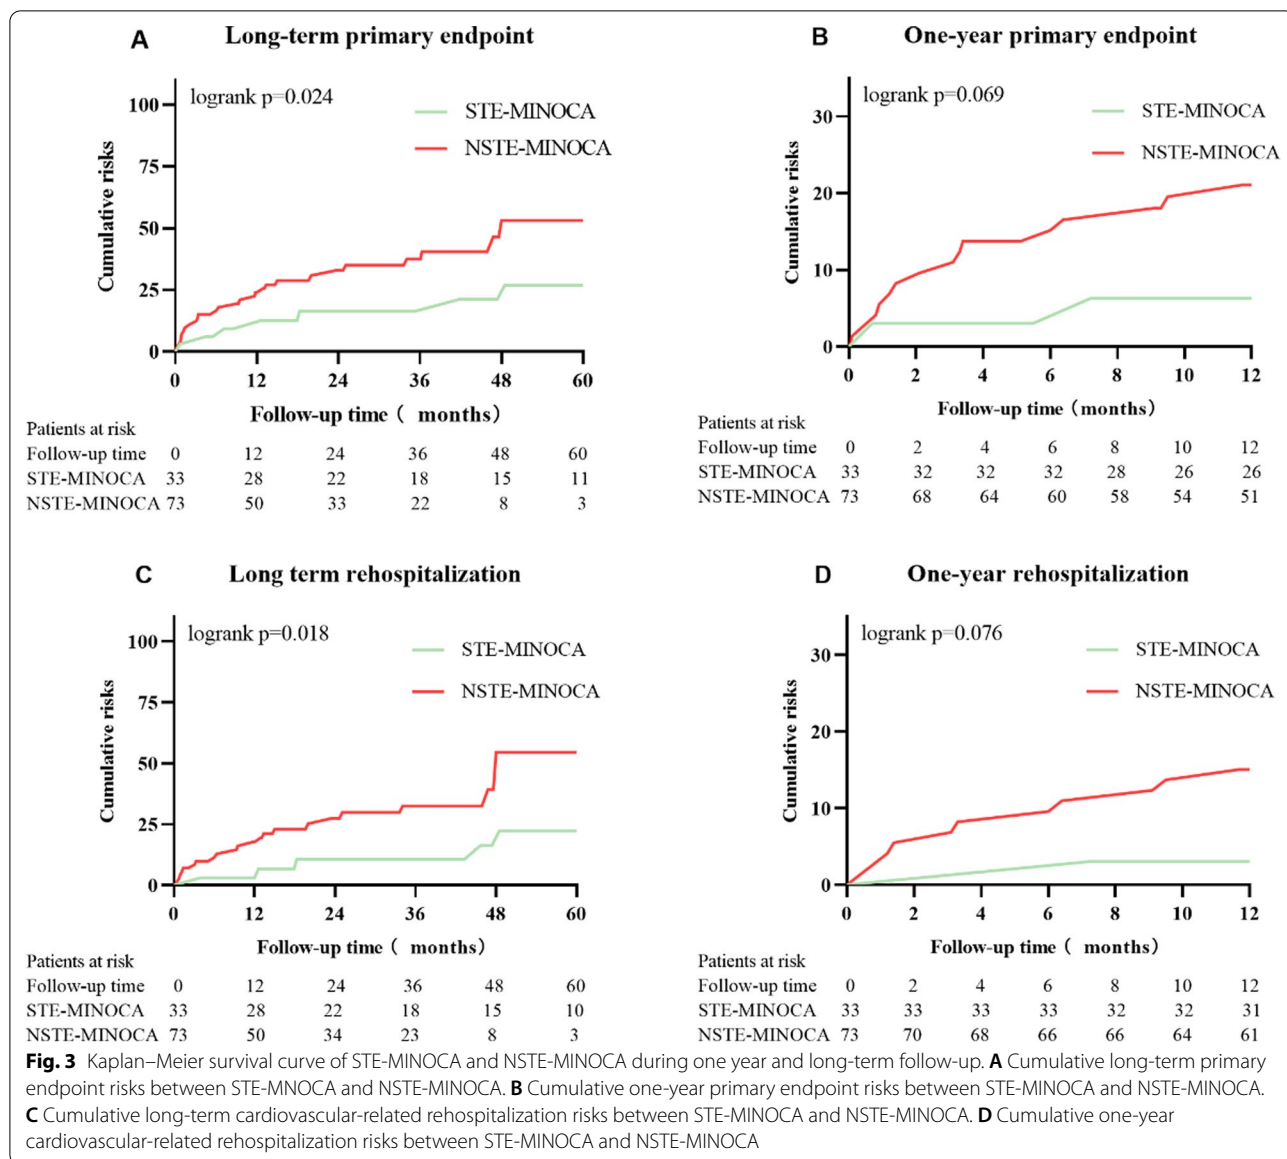 A Long-term primary endpoint
logrank p=0.024
STE-MINOCA
NSTE-MINOCA
Cumulative risks
100
75
50
25
0
0 12 24 36 48 60
Follow-up time ( months)
Patients at risk
Follow-up time 0 12 24 36 48 60
STE-MINOCA 33 28 22 18 15 11
NSTE-MINOCA 73 50 33 22 8 3
B One-year primary endpoint
logrank p=0.069
STE-MINOCA
NSTE-MINOCA
Cumulative risks
30
20
10
0
0 2 4 6 8 10 12
Follow-up time (months)
Patients at risk
Follow-up time 0 2 4 6 8 10 12
STE-MINOCA 33 32 32 32 28 26 26
NSTE-MINOCA 73 68 64 60 58 54 51
C Long term rehospitalization
logrank p=0.018
STE-MINOCA
NSTE-MINOCA
Cumulative risks
100
75
50
25
0
0 12 24 36 48 60
Follow-up time ( months)
Patients at risk
Follow-up time 0 12 24 36 48 60
STE-MINOCA 33 28 22 18 15 10
NSTE-MINOCA 73 50 34 23 8 3
D One-year rehospitalization
logrank p=0.076
STE-MINOCA
NSTE-MINOCA
Cumulative risks
30
20
10
0
0 2 4 6 8 10 12
Follow-up time ( months)
Patients at risk
Follow-up time 0 2 4 6 8 10 12
STE-MINOCA 33 33 33 33 32 32 31
NSTE-MINOCA 73 70 68 66 66 64 61
Fig. 3 Kaplan–Meier survival curve of STE-MINOCA and NSTE-MINOCA during one year and long-term follow-up. A Cumulative long-term primary
endpoint risks between STE-MNOCA and NSTE-MINOCA. B Cumulative one-year primary endpoint risks between STE-MINOCA and NSTE-MINOCA.
C Cumulative long-term cardiovascular-related rehospitalization risks between STE-MINOCA and NSTE-MINOCA. D Cumulative one-year
cardiovascular-related rehospitalization risks between STE-MINOCA and NSTE-MINOCA